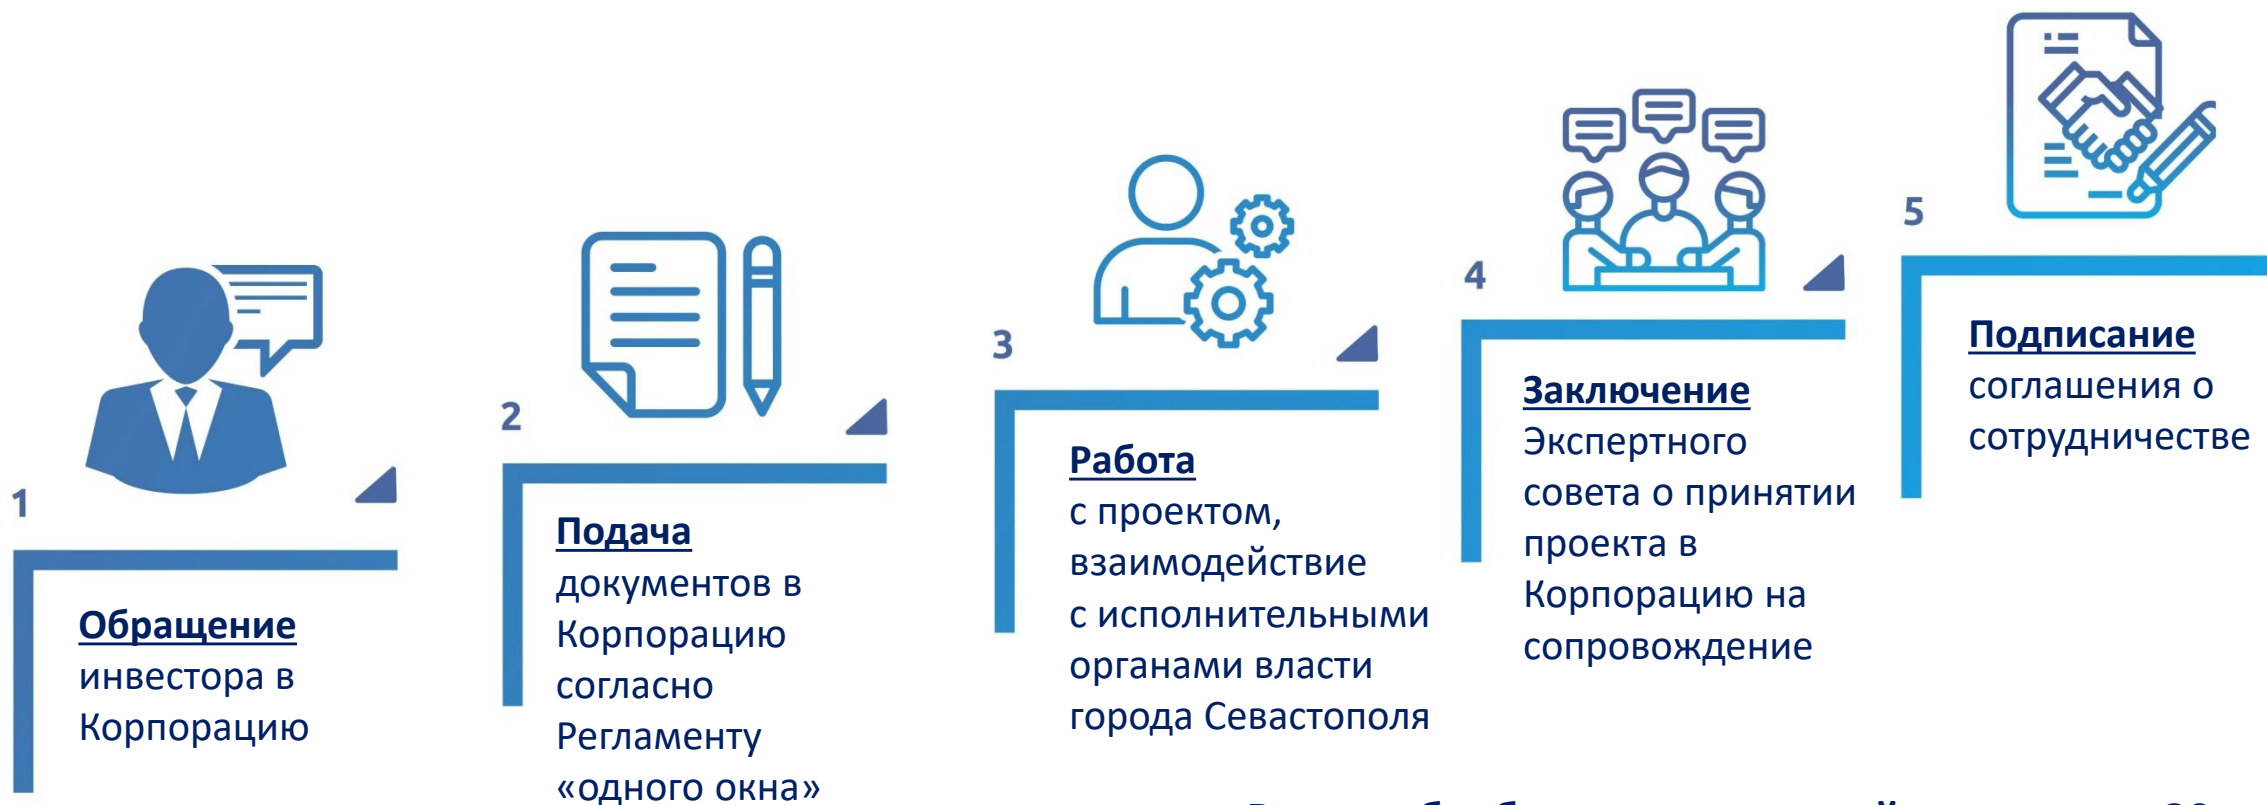 1
Обращение
инвестора в
Корпорацию
2
Подача
документов в
Корпорацию
согласно
Регламенту
«одного окна»
3
Работа
с проектом,
взаимодействие
с исполнительными
органами власти
города Севастополя
4
Заключение
Экспертного
совета о принятии
проекта в
Корпорацию на
сопровождение
5
Подписание
соглашения о
сотрудничестве